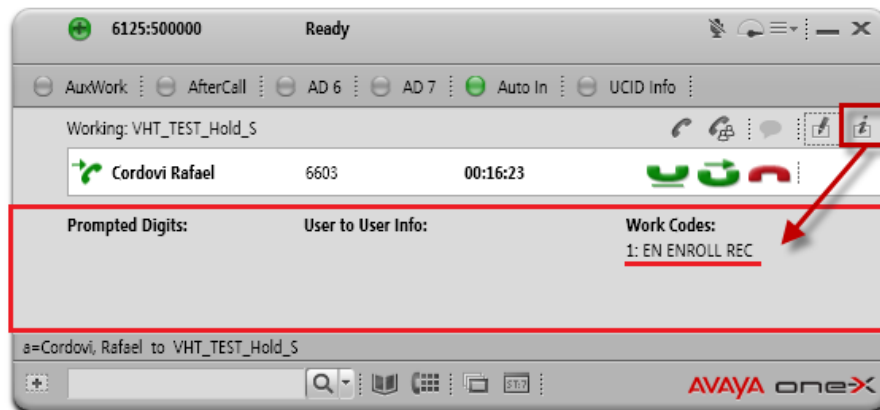 6125:500000 Ready
AuxWork AfterCall AD 6 AD 7 Auto In UCID Info
Working: VHT_TEST_Hold_S
Cordovi Rafael 6603 00:16:23
Prompted Digits: User to User Info: Work Codes:
1: EN ENROLL REC
a=Cordovi, Rafael to VHT_TEST_Hold_S
ST:7
AVAYA one-X